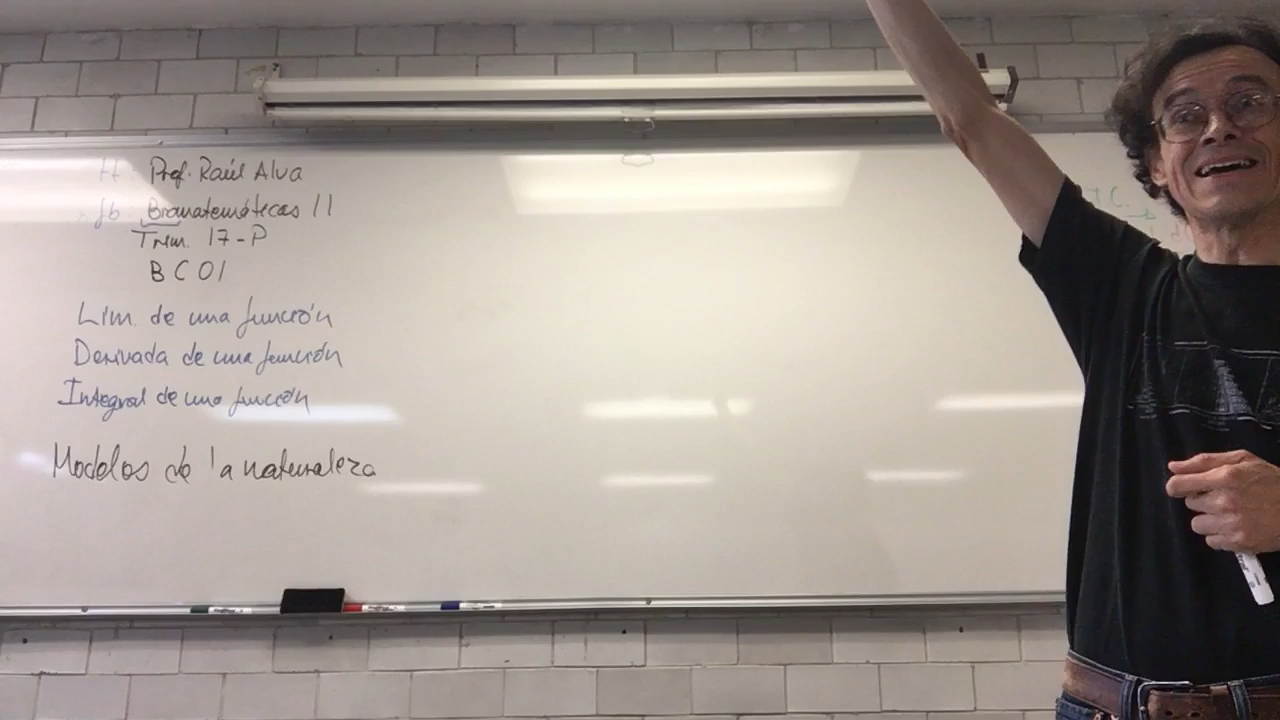 Prof. Raúl Alva
Biomatemáticas II
Trim. 17-P
BC01
Lim. de una función
Derivada de una función
Integral de una función
Modelos de la naturaleza
T.C.